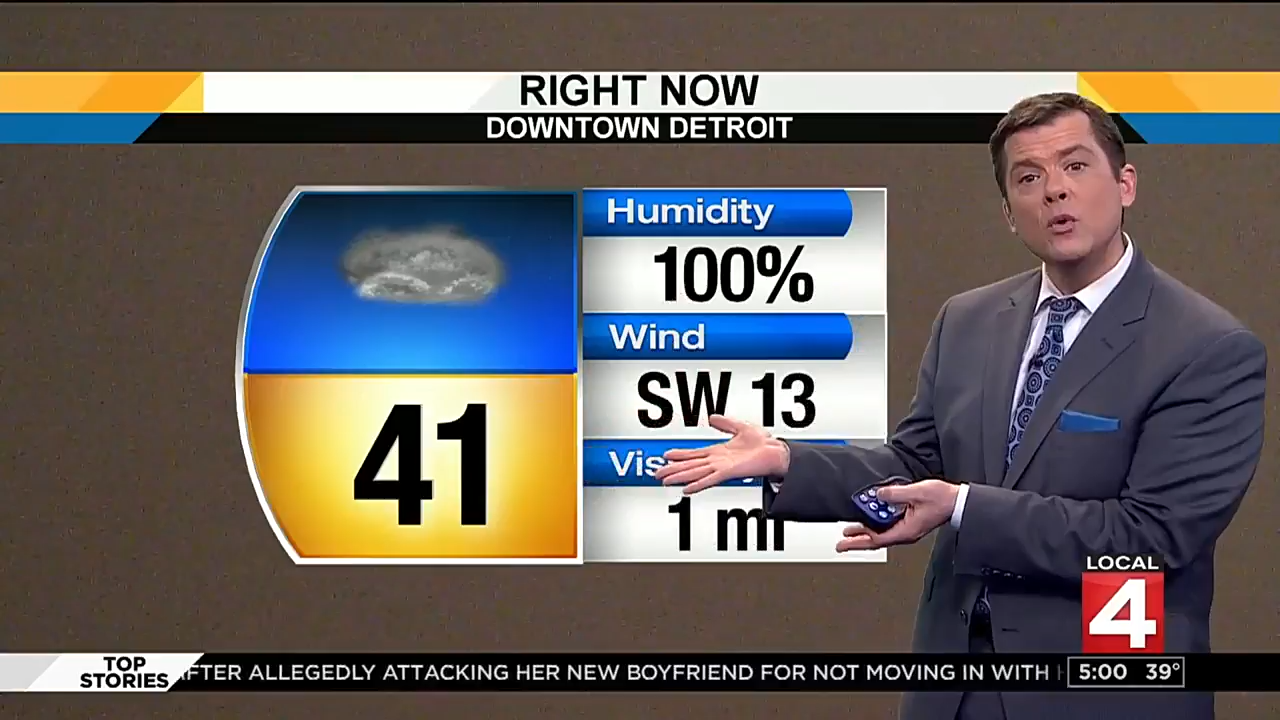 RIGHT NOW
DOWNTOWN DETROIT
Humidity
100%
Wind
SW 13
41
1 mi
LOCAL
4
TOP
STORIES
AFTER ALLEGEDLY ATTACKING HER NEW BOYFRIEND FOR NOT MOVING IN WITH
5:00 39°